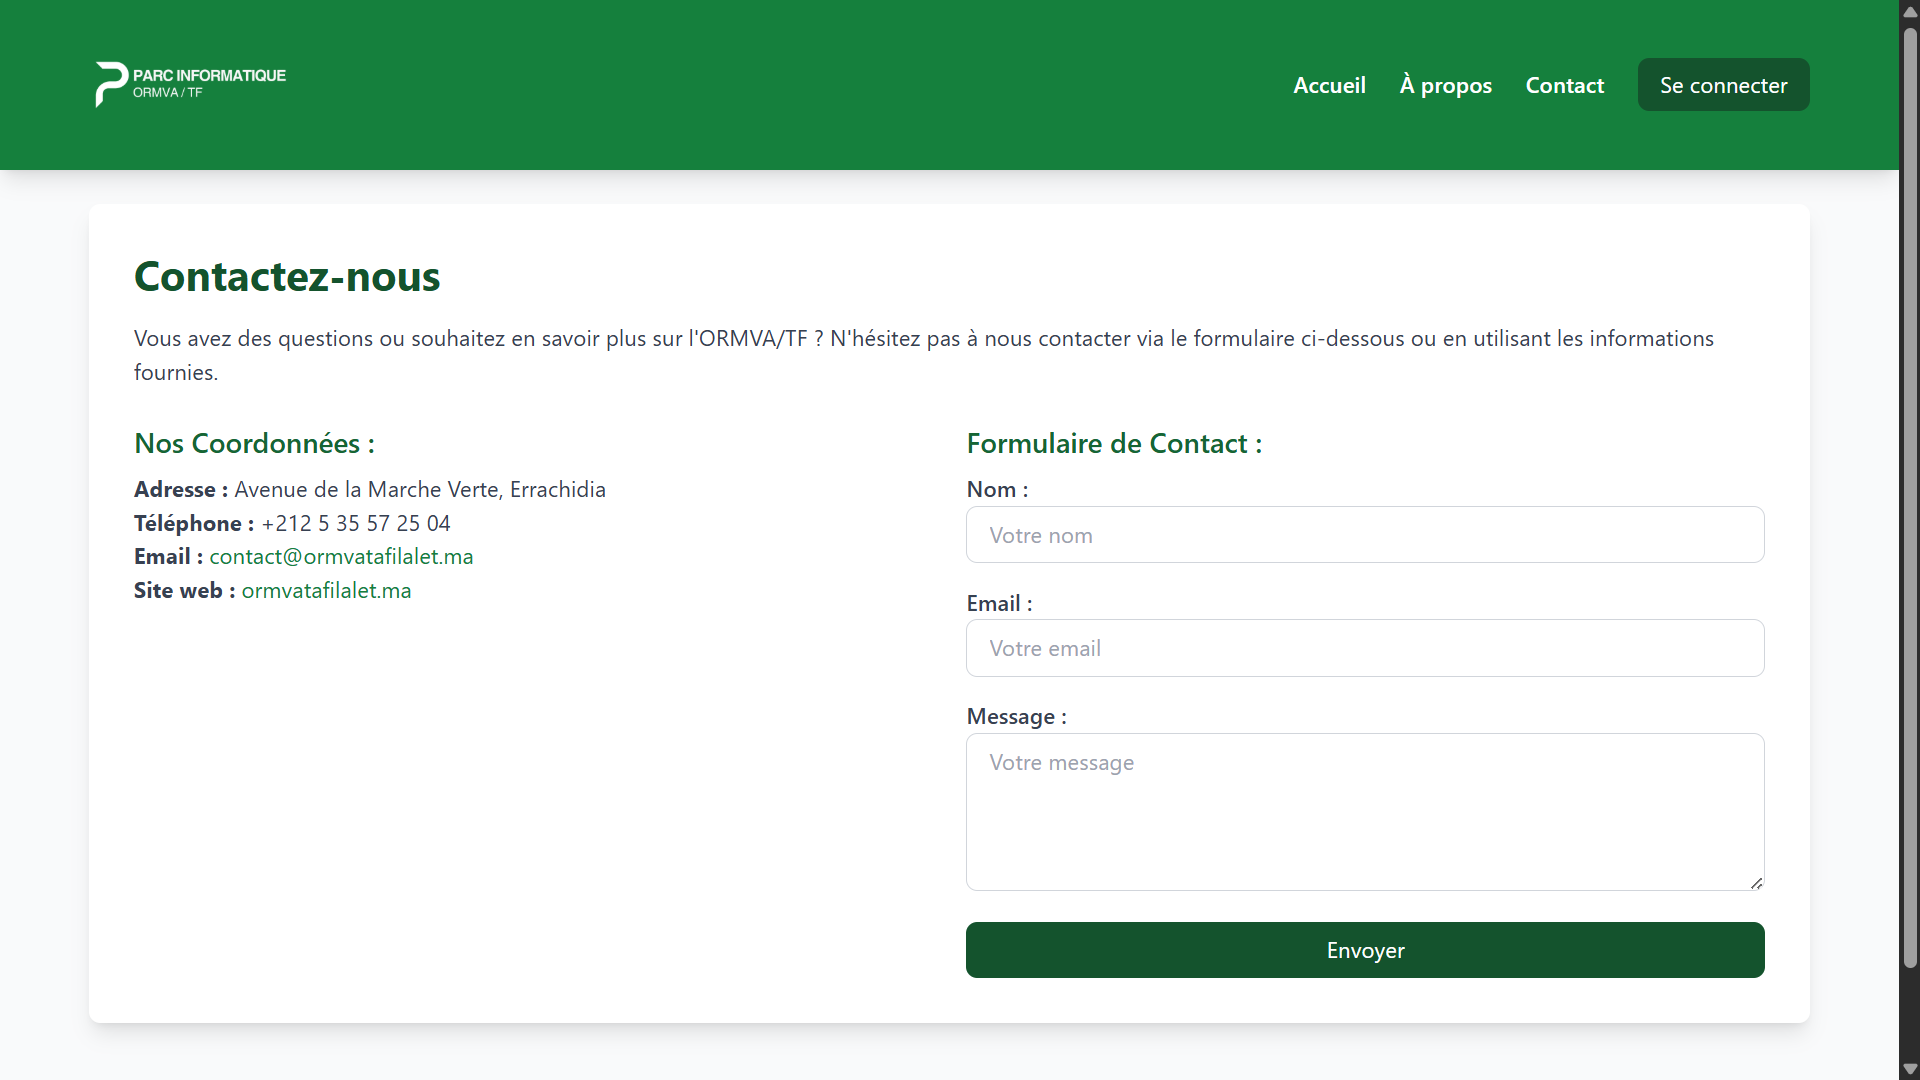 PARC INFORMATIQUE
ORMVA / TF
Accueil
À propos
Contact
Se connecter
Contactez-nous
Vous avez des questions ou souhaitez en savoir plus sur l'ORMVA/TF ? N'hésitez pas à nous contacter via le formulaire ci-dessous ou en utilisant les informations
fournies.
Nos Coordonnées :
Adresse : Avenue de la Marche Verte, Errachidia
Téléphone : +212 5 35 57 25 04
Email : contact@ormvatafilalet.ma
Site web : ormvatafilalet.ma
Formulaire de Contact :
Nom :
Votre nom
Email :
Votre email
Message :
Votre message
Envoyer